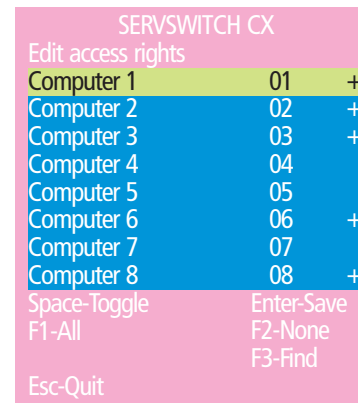 SERVSWITCH CX
Edit access rights
Computer 1 01 +
Computer 2 02 +
Computer 3 03 +
Computer 4 04
Computer 5 05
Computer 6 06 +
Computer 7 07
Computer 8 08 +
Space-Toggle Enter-Save
F1-All F2-None
F3-Find
Esc-Quit